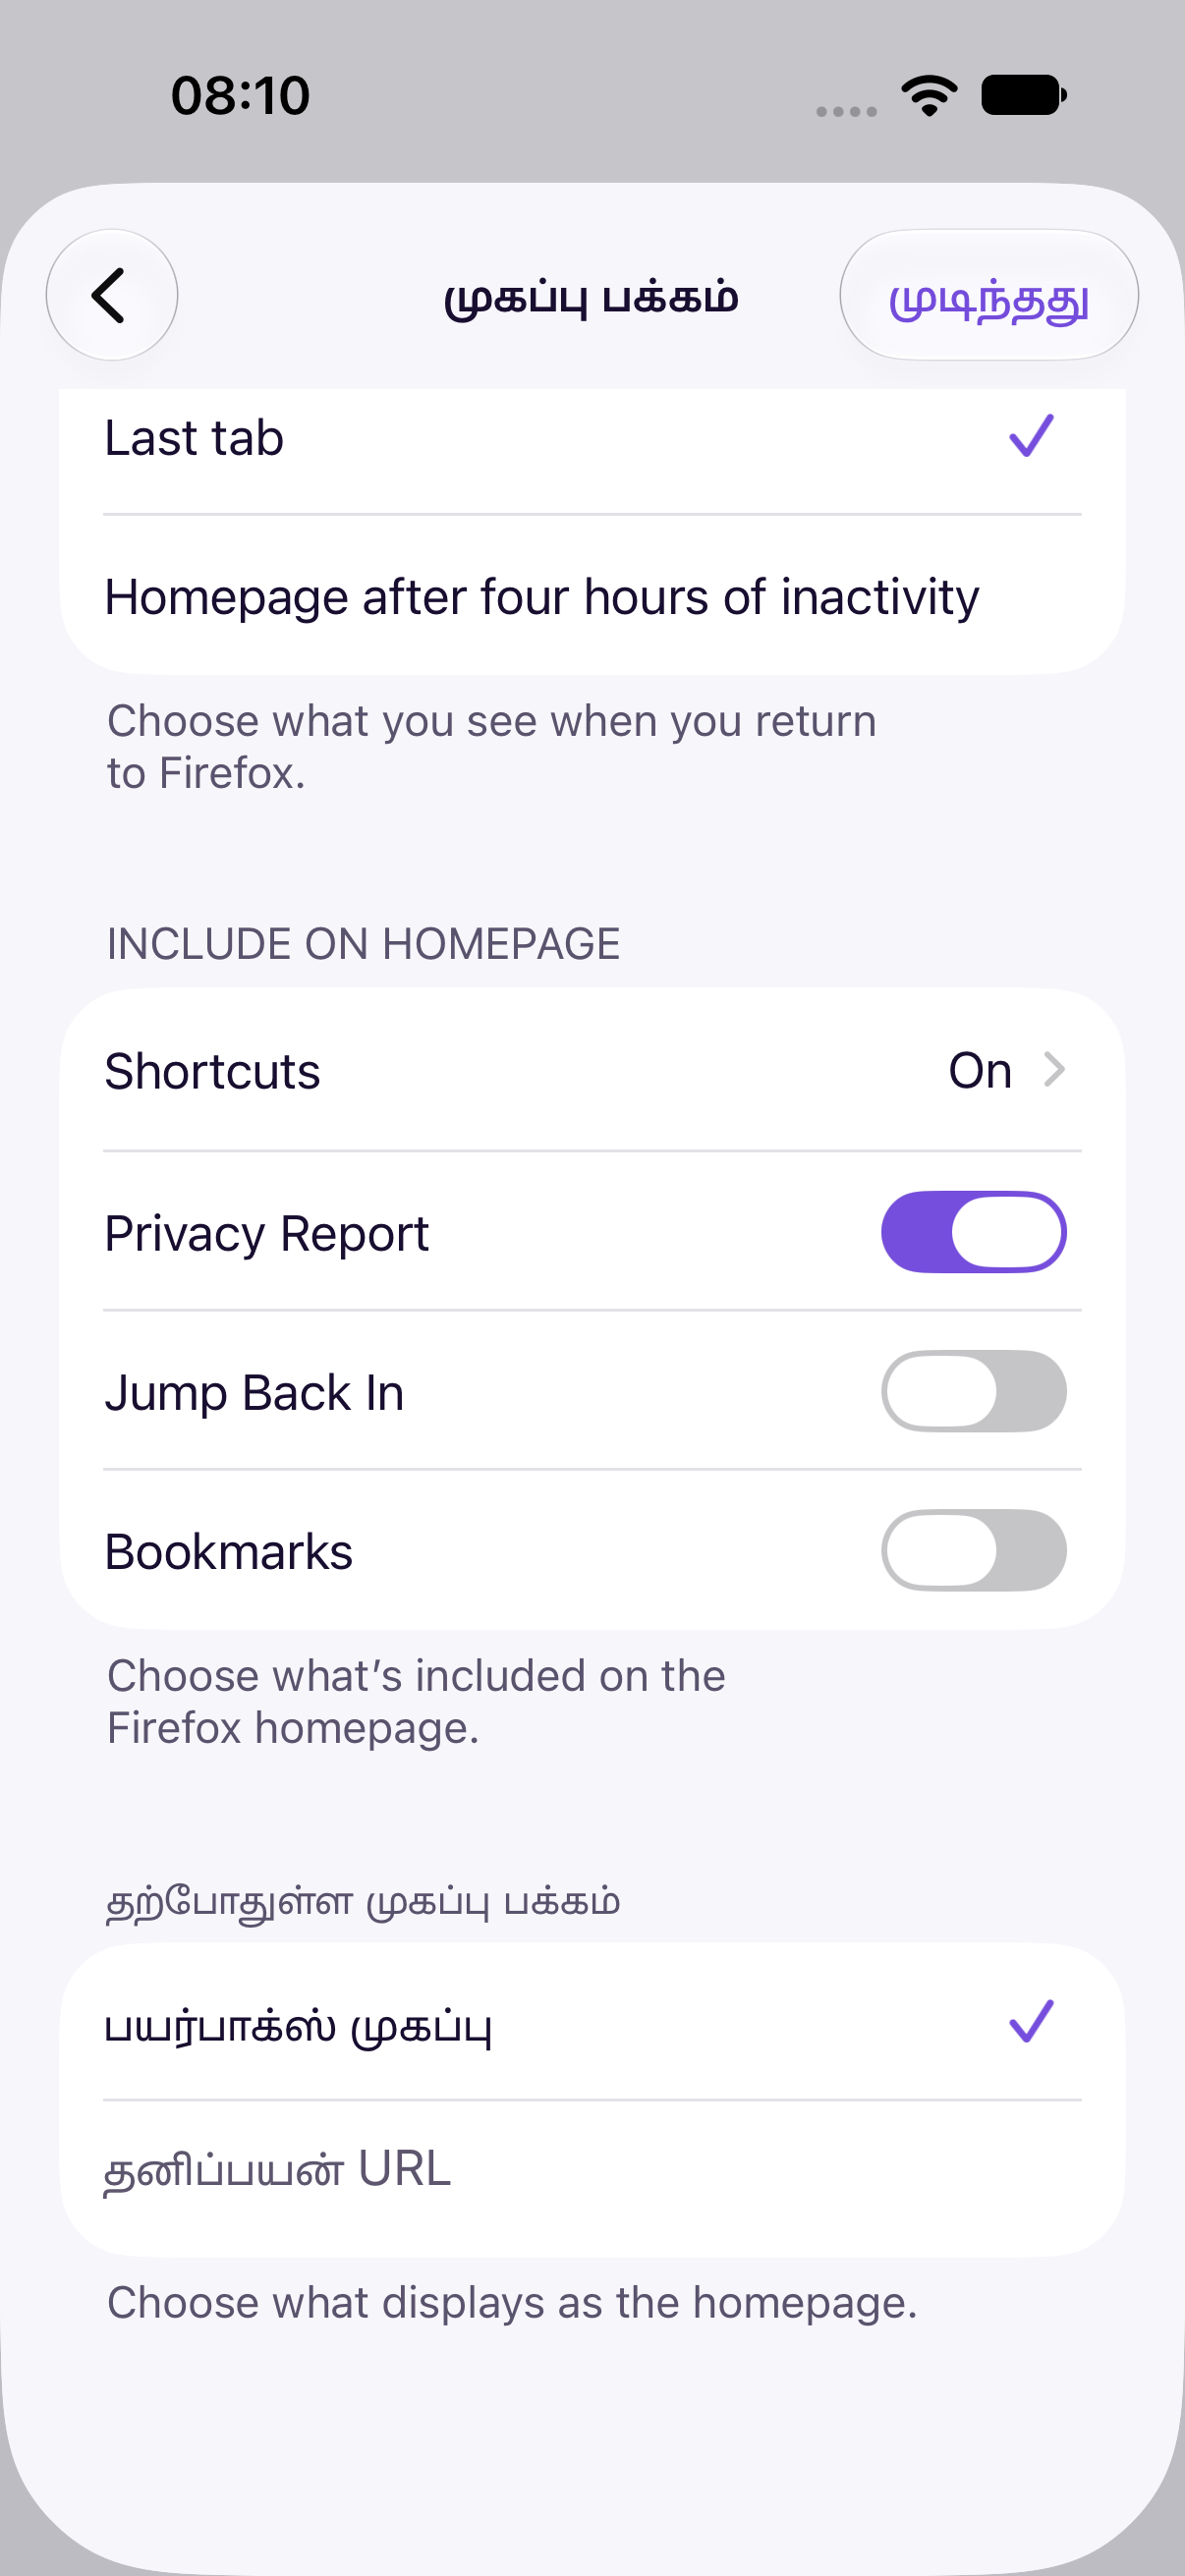 08:10
முகப்பு பக்கம்
முடிந்தது
Last tab
Homepage after four hours of inactivity
Choose what you see when you return
to Firefox.
INCLUDE ON HOMEPAGE
Shortcuts On
Privacy Report
Jump Back In
Bookmarks
Choose what’s included on the
Firefox homepage.
தற்போதுள்ள முகப்பு பக்கம்
பயர்பாக்ஸ் முகப்பு
தனிப்பயன் URL
Choose what displays as the homepage.